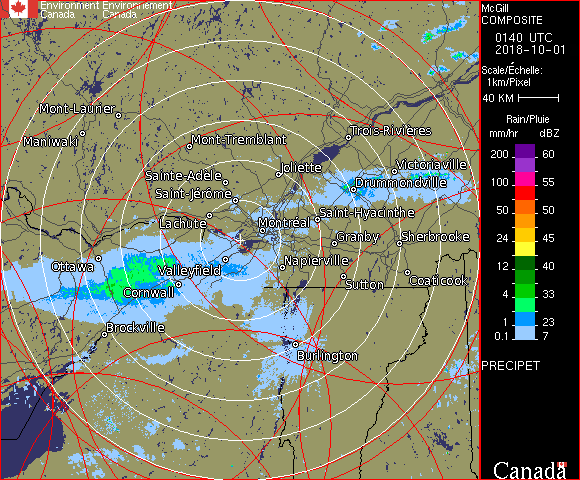 Environment Environnement
Canada Canada
McGill
COMPOSITE
0140 UTC
2018-10-01
Scale/Échelle:
1km/Pixel
40 KM
Rain/Pluie
mm/hr dBZ
200 60
100 55
50 50
24 45
12 40
4 33
1 23
0.1 7
PRECIPET
Canada
Mont-Laurier
Maniwaki
Mont-Tremblant
Trois-Rivières
Joliette
Victoriaville
Sainte-Adèle
Drummondville
Saint-Jérôme
Lachute
Montréal
Saint-Hyacinthe
Granby
Sherbrooke
Ottawa
Valleyfield
Napierville
Sutton
Coaticook
Cornwall
Brockville
Burlington